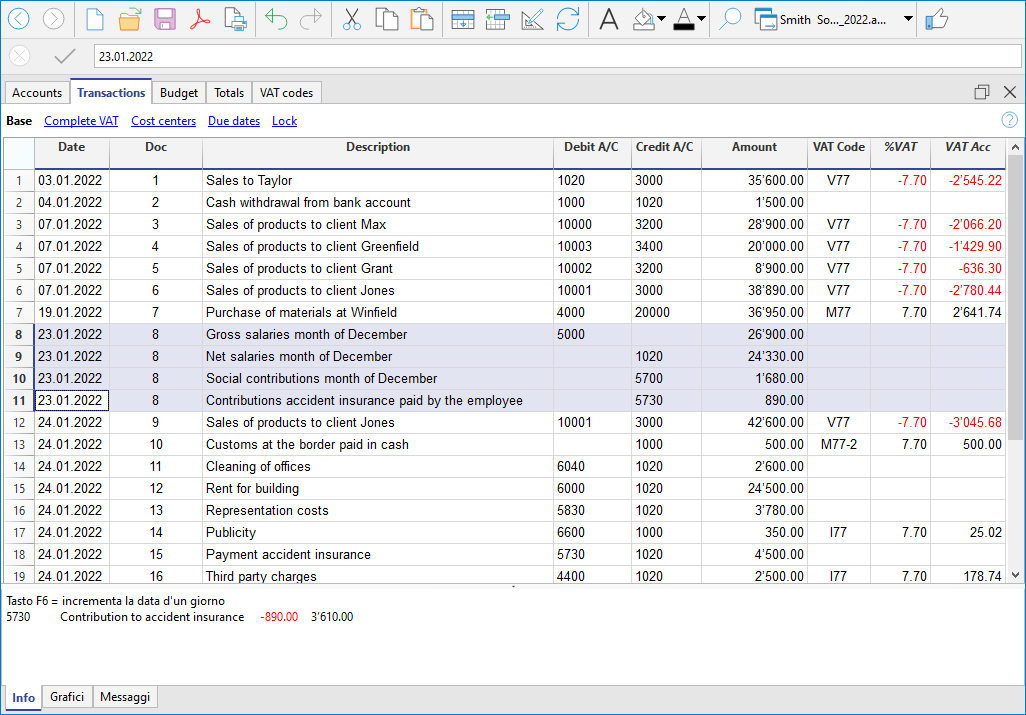 Smith So..._2022.a...
23.01.2022
Accounts Transactions Budget Totals VAT codes
Base Complete VAT Cost centers Due dates Lock
Date Doc Description Debit A/C Credit A/C Amount VAT Code %VAT VAT Acc
1 03.01.2022 1 Sales to Taylor 1020 3000 35'600.00 V77 -7.70 -2'545.22
2 04.01.2022 2 Cash withdrawal from bank account 1000 1020 1'500.00
3 07.01.2022 3 Sales of products to client Max 10000 3200 28'900.00 V77 -7.70 -2'066.20
4 07.01.2022 4 Sales of products to client Greenfield 10003 3400 20'000.00 V77 -7.70 -1'429.90
5 07.01.2022 5 Sales of products to client Grant 10002 3200 8'900.00 V77 -7.70 -636.30
6 07.01.2022 6 Sales of products to client Jones 10001 3000 38'890.00 V77 -7.70 -2'780.44
7 19.01.2022 7 Purchase of materials at Winfield 4000 20000 36'950.00 M77 7.70 2'641.74
8 23.01.2022 8 Gross salaries month of December 5000 26'900.00
9 23.01.2022 8 Net salaries month of December 1020 24'330.00
10 23.01.2022 8 Social contributions month of December 5700 1'680.00
11 23.01.2022 8 Contributions accident insurance paid by the employee 5730 890.00
12 24.01.2022 9 Sales of products to client Jones 10001 3000 42'600.00 V77 -7.70 -3'045.68
13 24.01.2022 10 Customs at the border paid in cash 1000 500.00 M77-2 7.70 500.00
14 24.01.2022 11 Cleaning of offices 6040 1020 2'600.00
15 24.01.2022 12 Rent for building 6000 1020 24'500.00
16 24.01.2022 13 Representation costs 5830 1020 3'780.00
17 24.01.2022 14 Publicity 6600 1000 350.00 I77 7.70 25.02
18 24.01.2022 15 Payment accident insurance 5730 1020 4'500.00
19 24.01.2022 16 Third party charges 4400 1020 2'500.00 I77 7.70 178.74
Tasto F6 = incrementa la data d'un giorno
5730 Contribution to accident insurance -890.00 3'610.00
Info Grafici Messaggi